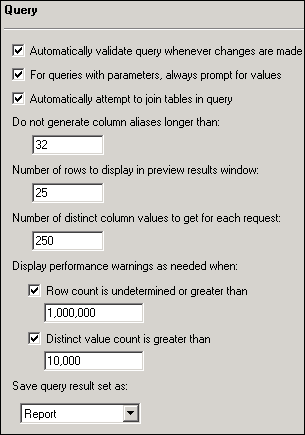 Query
Automatically validate query whenever changes are made
For queries with parameters, always prompt for values
Automatically attempt to join tables in query
Do not generate column aliases longer than:
32
Number of rows to display in preview results window:
25
Number of distinct column values to get for each request:
250
Display performance warnings as needed when:
Row count is undetermined or greater than
1,000,000
Distinct value count is greater than
10,000
Save query result set as:
Report